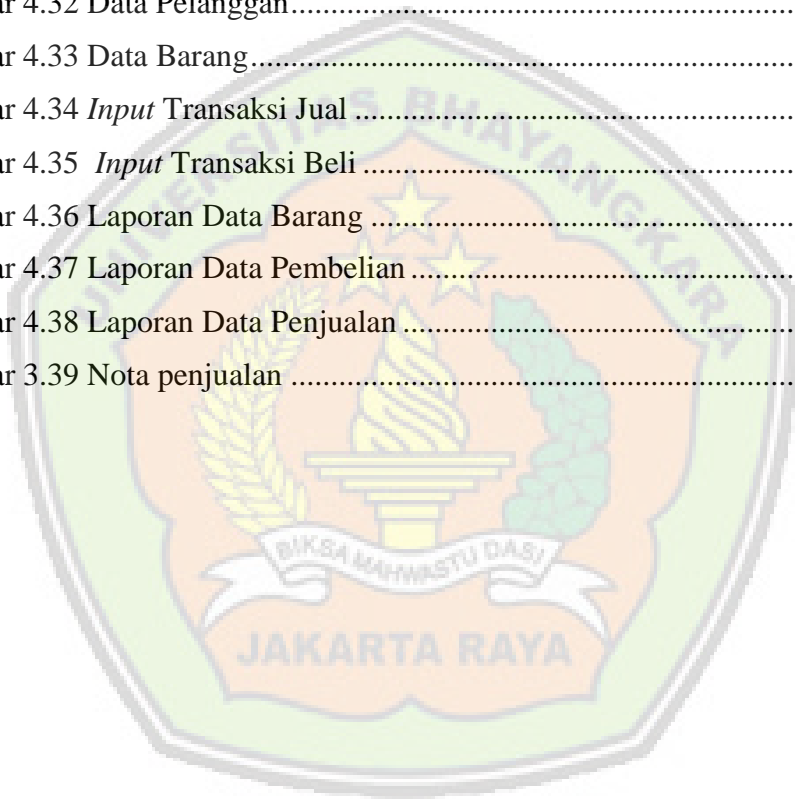 ar 4.32 Data Pelanggan
ar 4.33 Data Barang
ar 4.34 Input Transaksi Jual
ar 4.35 Input Transaksi Beli
ar 4.36 Laporan Data Barang
ar 4.37 Laporan Data Pembelian
ar 4.38 Laporan Data Penjualan
ar 3.39 Nota penjualan
UNIVERSITAS BHAYANGKARA
BIKSA MAHWASTU DASI
JAKARTA RAYA